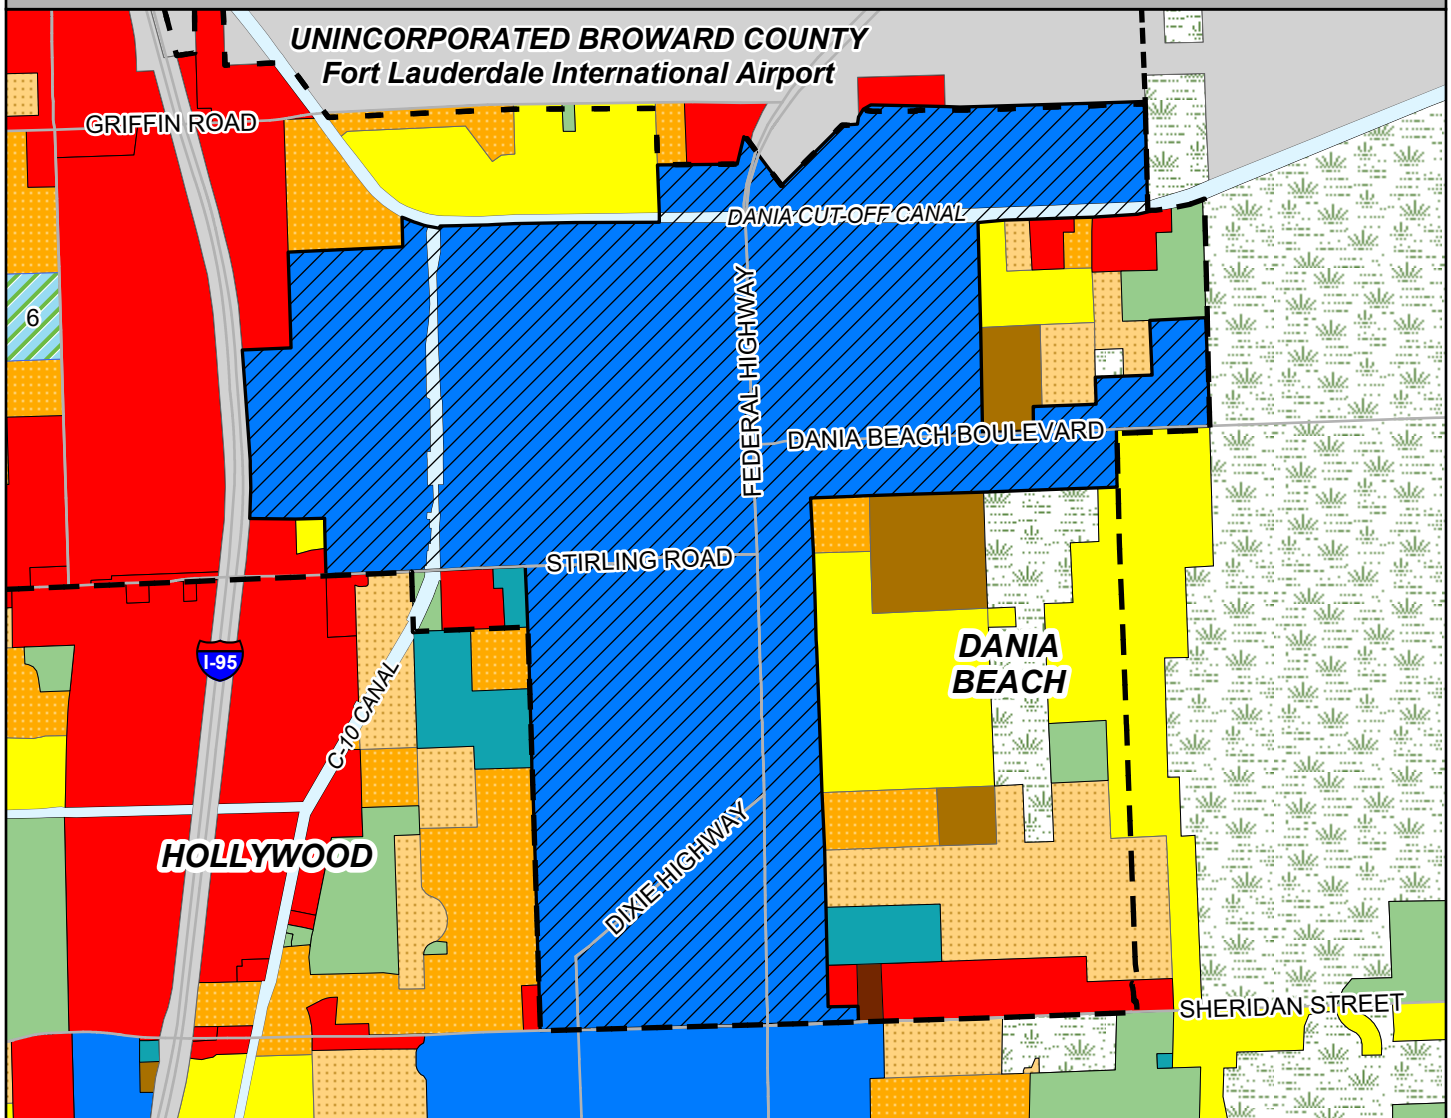 UNINCORPORATED BROWARD COUNTY
Fort Lauderdale International Airport
GRIFFIN ROAD
DANIA CUT-OFF CANAL
6
FEDERAL HIGHWAY
DANIA BEACH BOULEVARD
STIRLING ROAD
DANIA
BEACH
I-95
C-10 CANAL
HOLLYWOOD
DIXIE HIGHWAY
SHERIDAN STREET